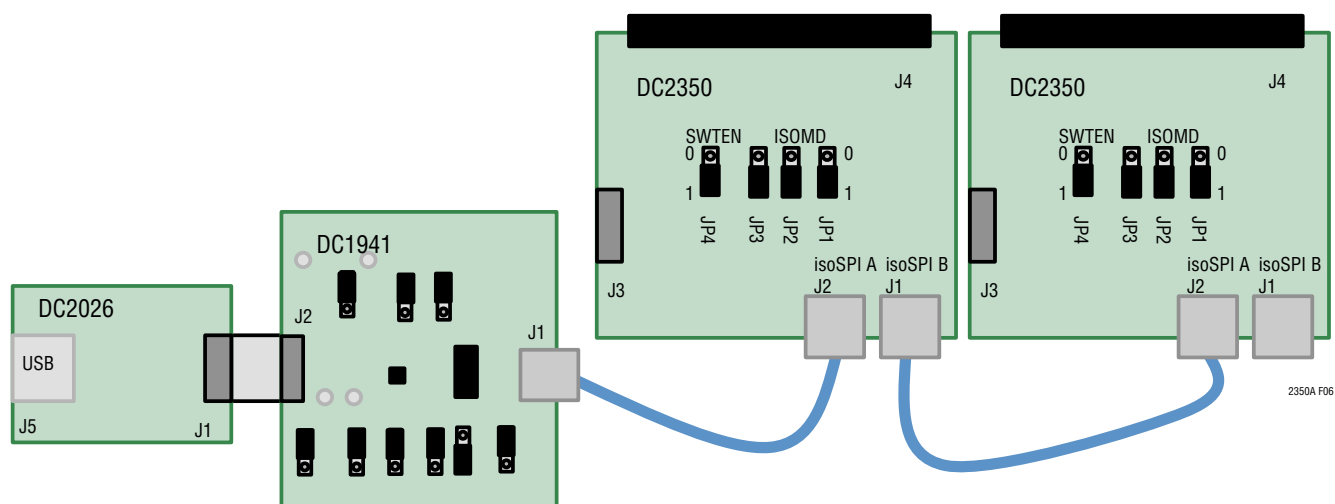 DC2026
USB
J5
J1
DC1941
J2
J1
DC2350
J4
SWTEN
ISOMD
0
0
1
1
JP4
JP3
JP2
JP1
isoSPI A
isoSPI B
J3
J2
J1
DC2350
J4
SWTEN
ISOMD
0
0
1
1
JP4
JP3
JP2
JP1
isoSPI A
isoSPI B
J3
J2
J1
2350A F06